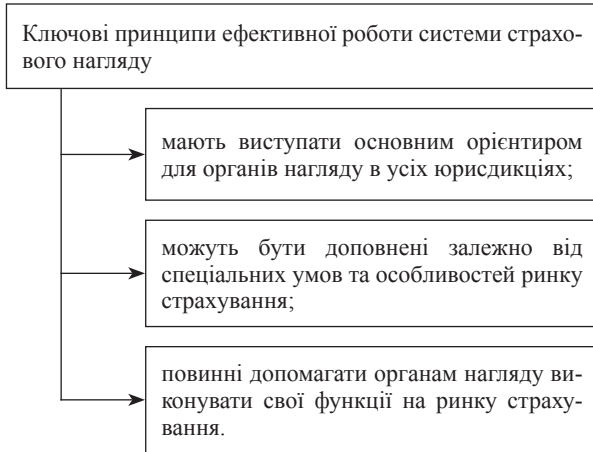 Ключові принципи ефективної роботи системи страхо-
вого нагляду
мають виступати основним орієнтиром
для органів нагляду в усіх юрисдикціях;
можуть бути доповнені залежно від
спеціальних умов та особливостей ринку
страхування;
повинні допомагати органам нагляду ви-
конувати свої функції на ринку страху-
вання.